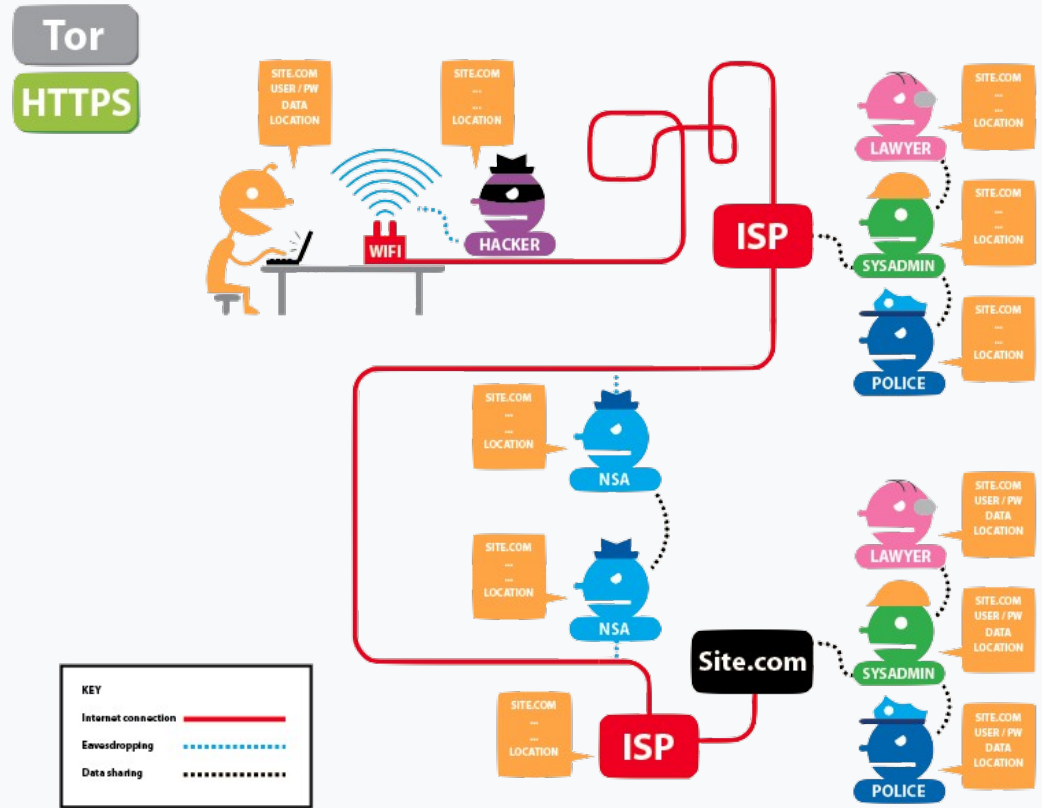 Tor
HTTPS
SITE.COM
USER / PW
DATA
LOCATION
SITE.COM
...
...
LOCATION
WIFI
HACKER
ISP
LAWYER
SITE.COM
...
...
LOCATION
SYSADMIN
SITE.COM
...
...
LOCATION
POLICE
SITE.COM
...
...
LOCATION
SITE.COM
...
...
LOCATION
NSA
SITE.COM
...
...
LOCATION
NSA
LAWYER
SITE.COM
USER / PW
DATA
LOCATION
SYSADMIN
SITE.COM
USER / PW
DATA
LOCATION
POLICE
SITE.COM
USER / PW
DATA
LOCATION
Site.com
SITE.COM
...
...
LOCATION
ISP
KEY
Internet connection
Eavesdropping
Data sharing